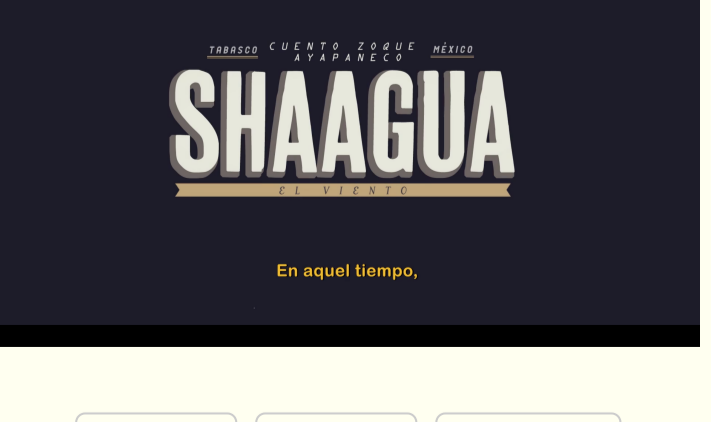 TABASCO CUENTO ZOQUE MÉXICO
AYAPANECO
SHAAGUA
EL VIENTO
En aquel tiempo,